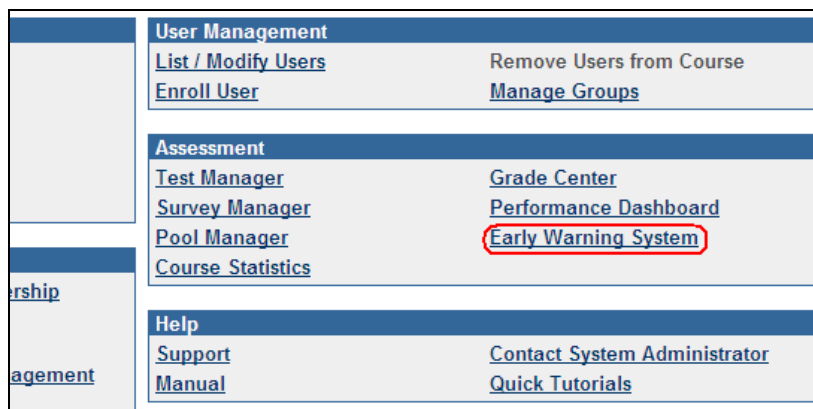 User Management
List / Modify Users
Remove Users from Course
Enroll User
Manage Groups
Assessment
Test Manager
Grade Center
Survey Manager
Performance Dashboard
Pool Manager
Early Warning System
Course Statistics
Help
Support
Contact System Administrator
Manual
Quick Tutorials
ership
agement